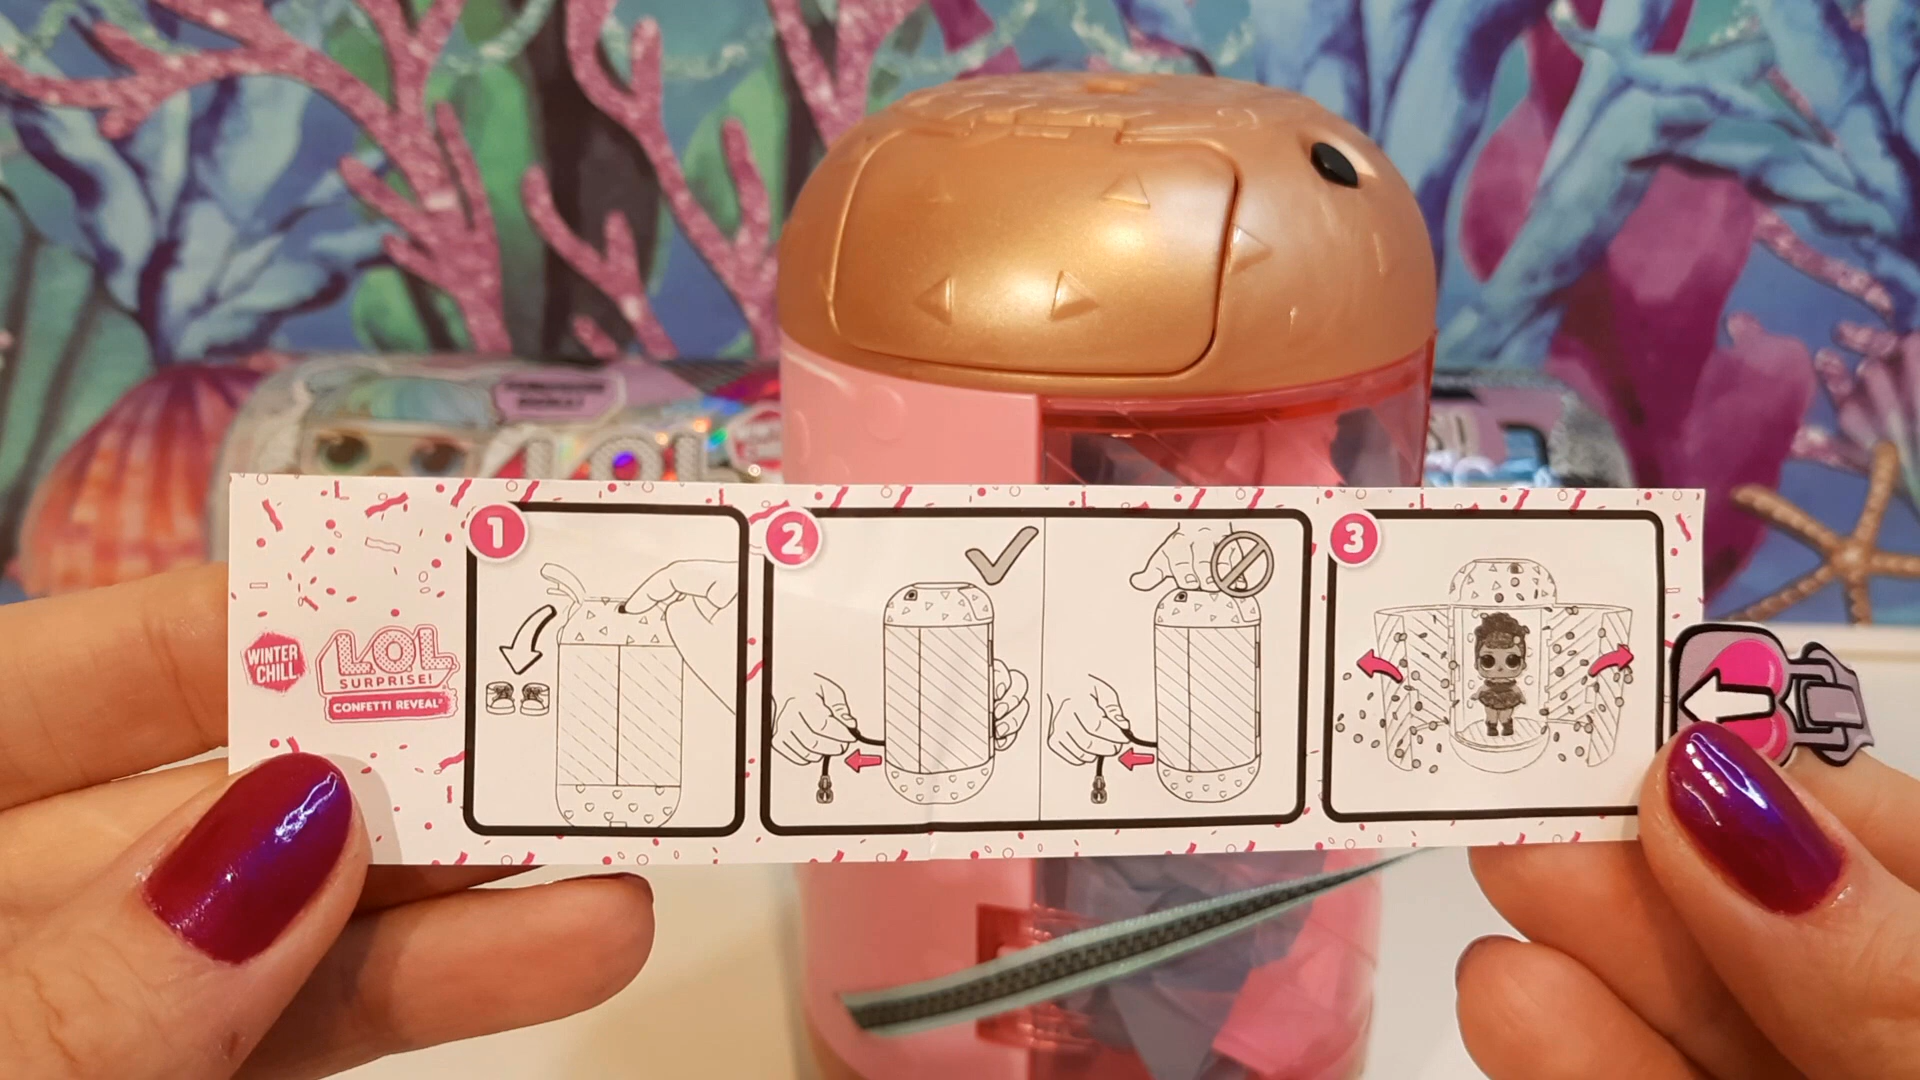 WINTER
CHILL
L.O.L
SURPRISE!
CONFETTI REVEAL
1
2
3